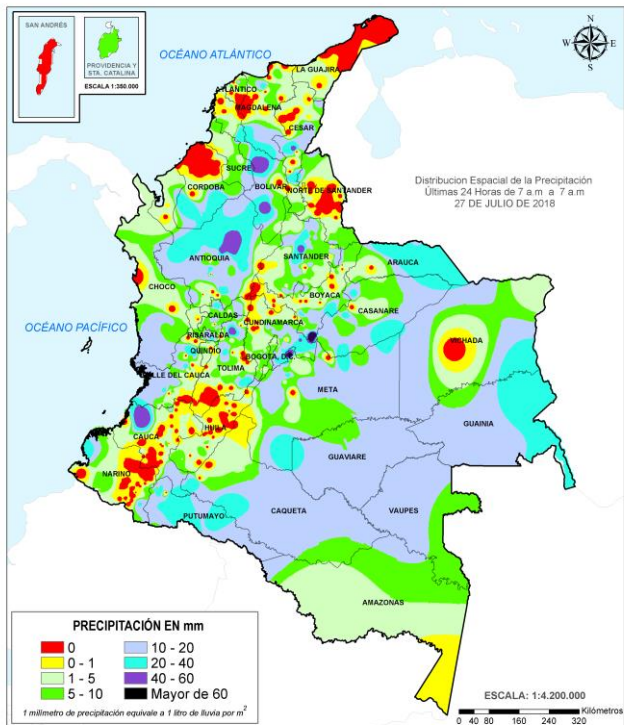 SAN ANDRÉS
PROVIDENCIA Y
STA. CATALINA
ESCALA 1:350.000
OCÉANO ATLÁNTICO
N
W E
S
LA GUAJIRA
ATLÁNTICO
MAGDALENA
CESAR
SUCRE
CORDOBA
BOLIVAR
NORTE DE SANTANDER
Distribucion Espacial de la Precipitación
Últimas 24 Horas de 7 a.m a 7 a.m
27 DE JULIO DE 2018
ANTIOQUIA
SANTANDER
ARAUCA
CHOCO
BOYACA
CASANARE
CALDAS
OCÉANO PACÍFICO
CUNDINAMARCA
RISARALDA
VICHADA
QUINDIO
BOGOTA, D.C.
TOLIMA
VALLE DEL CAUCA
META
GUAINIA
HUILA
CAUCA
GUAVIARE
NARIÑO
PUTUMAYO
CAQUETA
VAUPES
AMAZONAS
PRECIPITACIÓN EN mm
0 10 - 20
0 - 1 20 - 40
1 - 5 40 - 60
5 - 10 Mayor de 60
1 milímetro de precipitación equivale a 1 litro de lluvia por m²
ESCALA: 1:4.200.000
Kilómetros
0 40 80 160 240 320